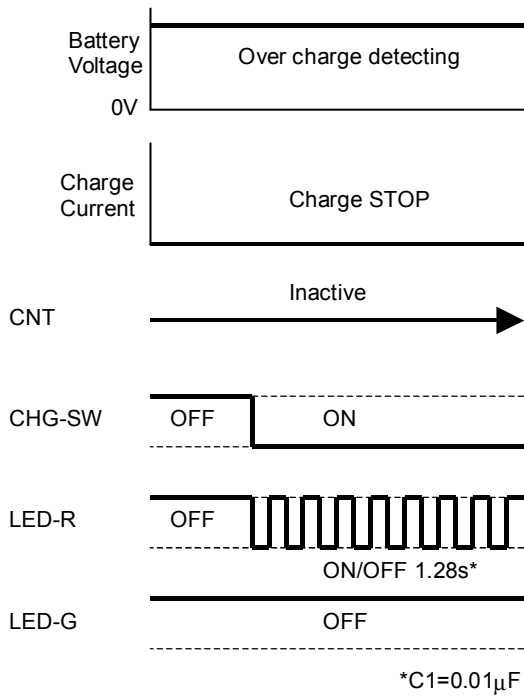 Battery
Voltage
Over charge detecting
0V
Charge
Current
Charge STOP
Inactive
CNT
CHG-SW
OFF
ON
LED-R
OFF
ON/OFF 1.28s*
LED-G
OFF
*C1=0.01μF